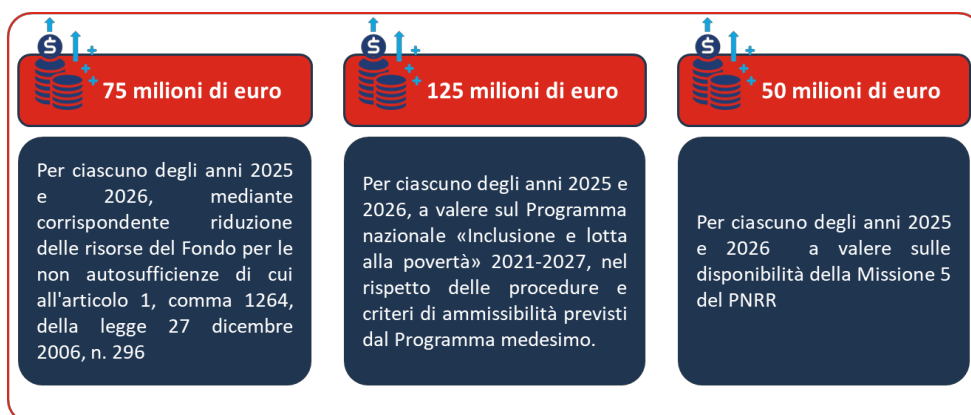 75 milioni di euro
Per ciascuno degli anni 2025
e 2026, mediante
corrispondente riduzione
delle risorse del Fondo per le
non autosufficienze di cui
all'articolo 1, comma 1264,
della legge 27 dicembre
2006, n. 296
125 milioni di euro
Per ciascuno degli anni 2025 e
2026, a valere sul Programma
nazionale «Inclusione e lotta
alla povertà» 2021-2027, nel
rispetto delle procedure e
criteri di ammissibilità previsti
dal Programma medesimo.
50 milioni di euro
Per ciascuno degli anni 2025
e 2026 a valere sulle
disponibilità della Missione 5
del PNRR